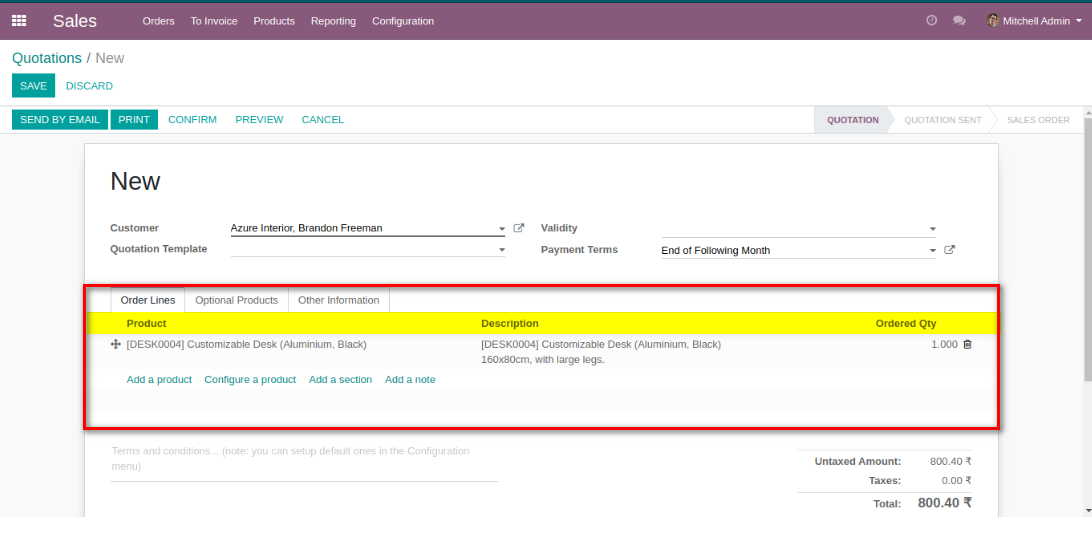 Sales Orders To Invoice Products Reporting Configuration Mitchell Admin
Quotations / New
SAVE DISCARD
SEND BY EMAIL PRINT CONFIRM PREVIEW CANCEL QUOTATION QUOTATION SENT SALES ORDER
New
Customer Azure Interior, Brandon Freeman Validity
Quotation Template Payment Terms End of Following Month
Order Lines Optional Products Other Information
Product Description Ordered Qty
[DESK0004] Customizable Desk (Aluminium, Black) [DESK0004] Customizable Desk (Aluminium, Black) 1.000
160x80cm, with large legs.
Add a product Configure a product Add a section Add a note
Terms and conditions... (note: you can setup default ones in the Configuration
menu)
Untaxed Amount: 800.40 ₹
Taxes: 0.00 ₹
Total: 800.40 ₹